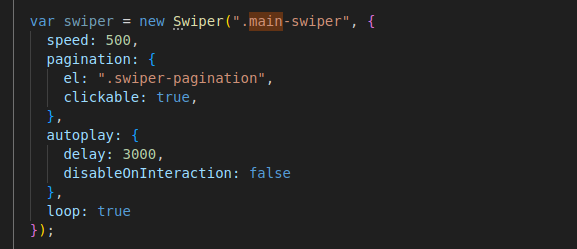 var swiper = new Swiper(".main-swiper", {
speed: 500,
pagination: {
el: ".swiper-pagination",
clickable: true,
},
autoplay: {
delay: 3000,
disableOnInteraction: false
},
loop: true
});